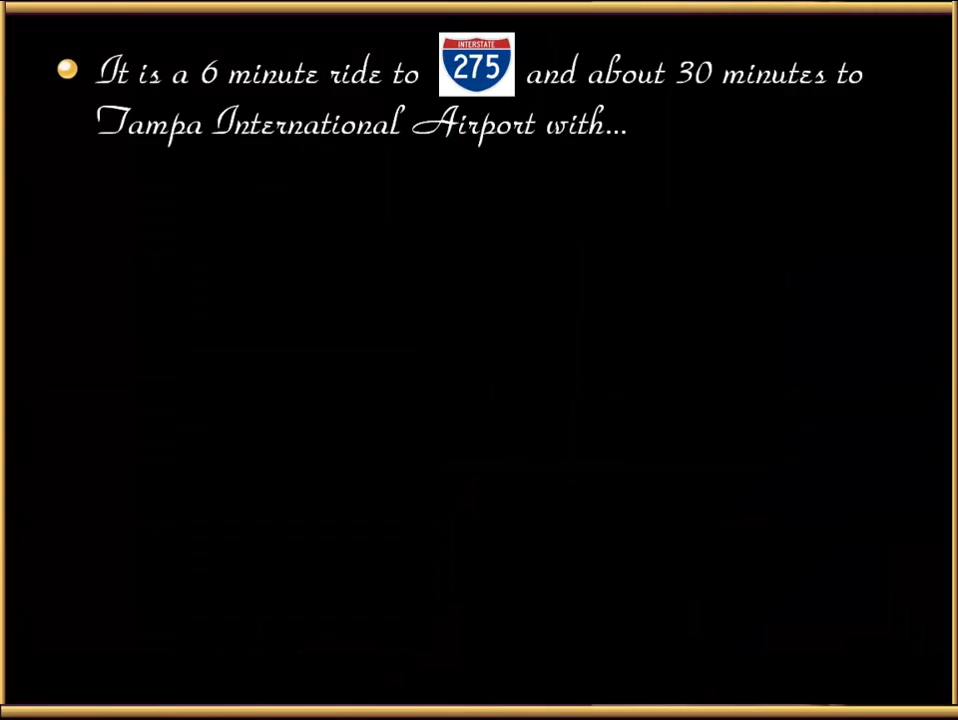 It is a 6 minute ride to INTERSTATE 275 and about 30 minutes to
Tampa International Airport with...